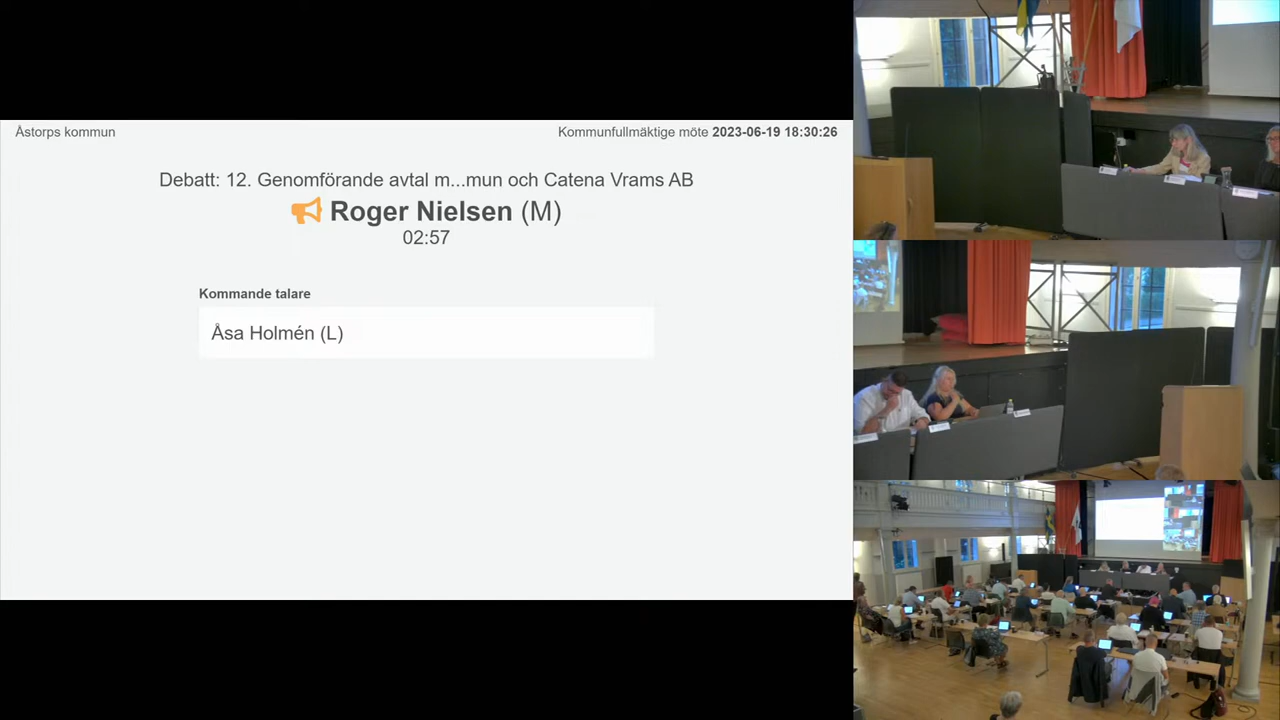 Åstorps kommun
Kommunfullmäktige möte 2023-06-19 18:30:26
Debatt: 12. Genomförande avtal m...mun och Catena Vrams AB
Roger Nielsen (M)
02:57
Kommande talare
Åsa Holmén (L)